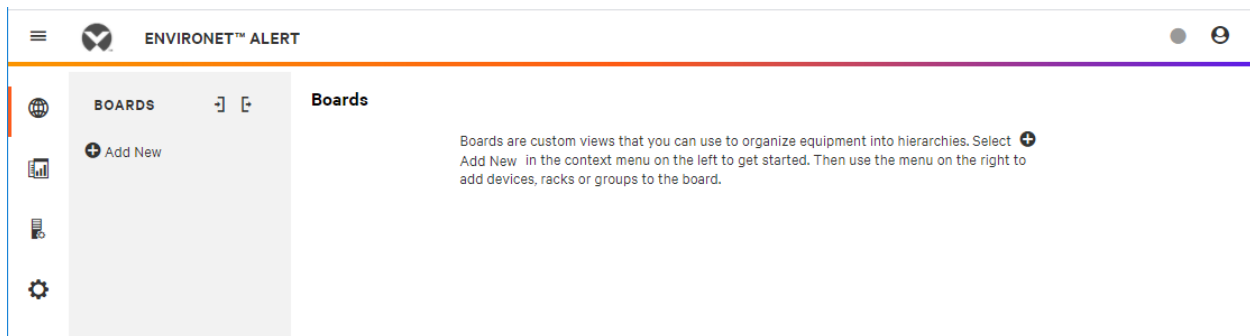 ENVIRONET™ ALERT
BOARDS
Add New
Boards
Boards are custom views that you can use to organize equipment into hierarchies. Select
Add New in the context menu on the left to get started. Then use the menu on the right to
add devices, racks or groups to the board.